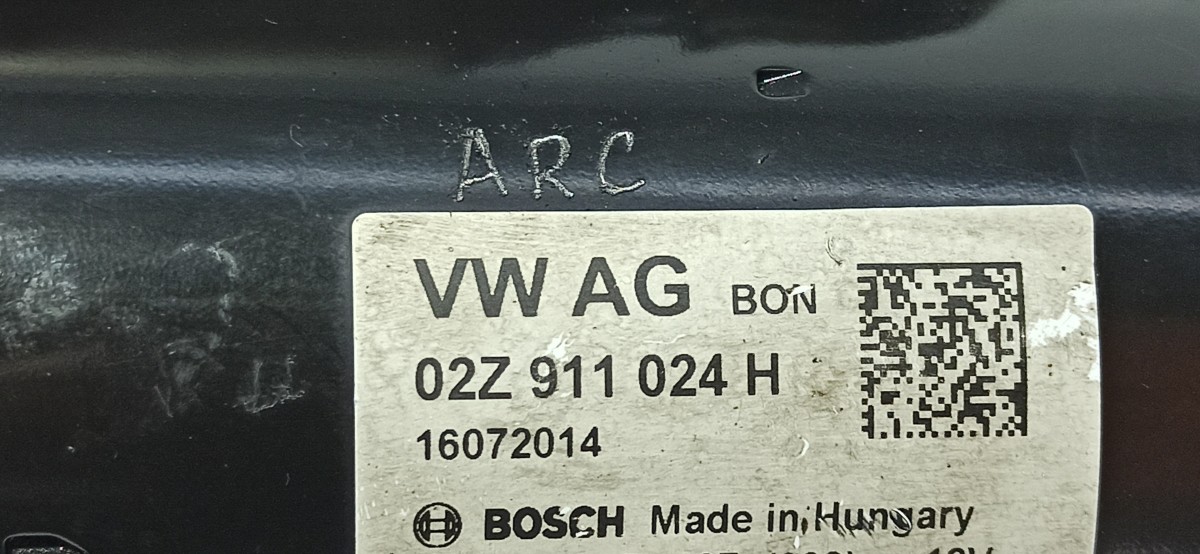 ARC
VW AG BON
02Z 911 024 H
16072014
BOSCH Made in Hungary